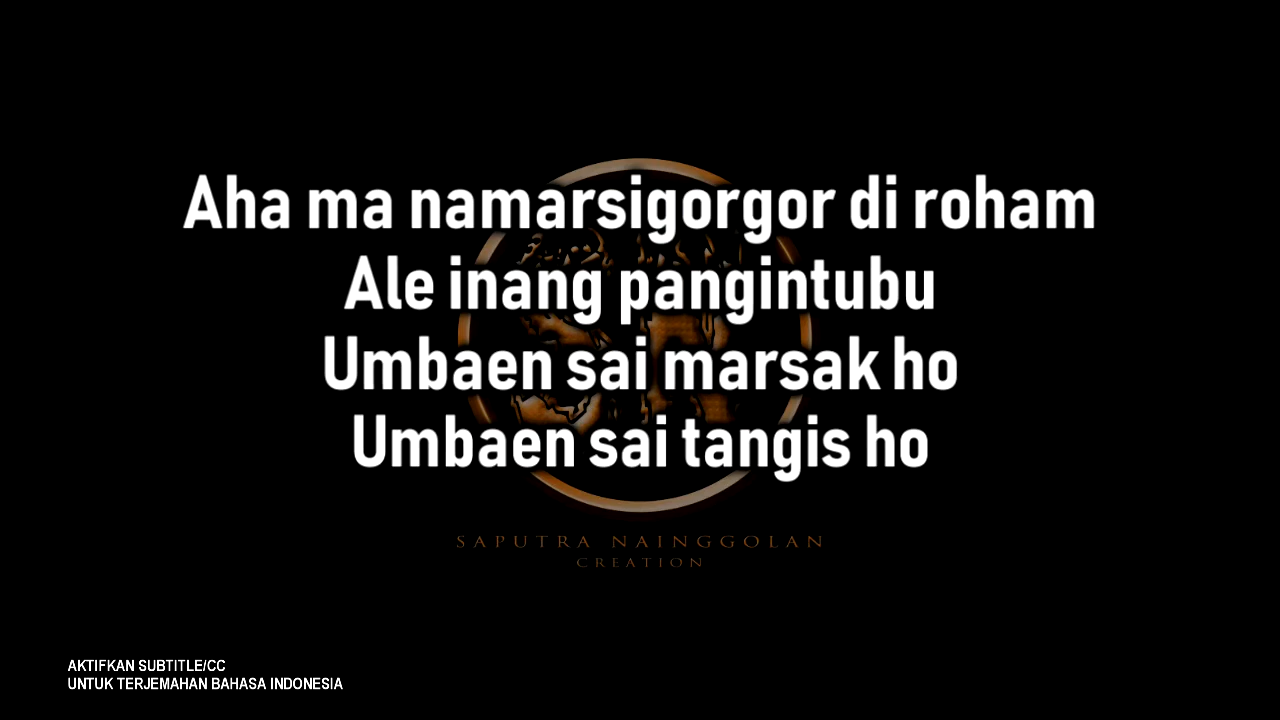 Aha ma namarsigorgor di roham
Ale inang pangintubu
Umbaen sai marsak ho
Umbaen sai tangis ho
SAPUTRA NAINGGOLAN
CREATION
AKTIFKAN SUBTITLE/CC
UNTUK TERJEMAHAN BAHASA INDONESIA